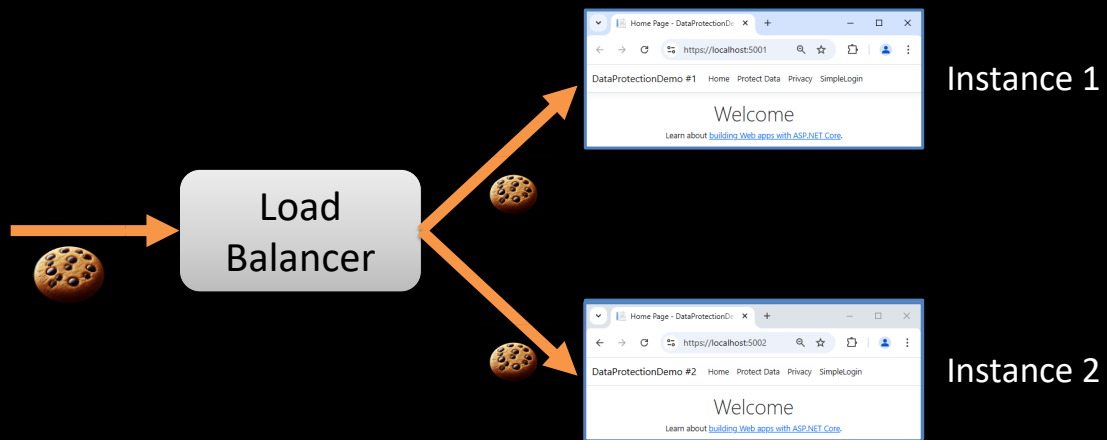 Home Page - DataProtectionDe
https://localhost:5001
DataProtectionDemo #1 Home Protect Data Privacy SimpleLogin
Welcome
Learn about building Web apps with ASP.NET Core.
Instance 1
Load
Balancer
Home Page - DataProtectionDe
https://localhost:5002
DataProtectionDemo #2 Home Protect Data Privacy SimpleLogin
Welcome
Learn about building Web apps with ASP.NET Core.
Instance 2